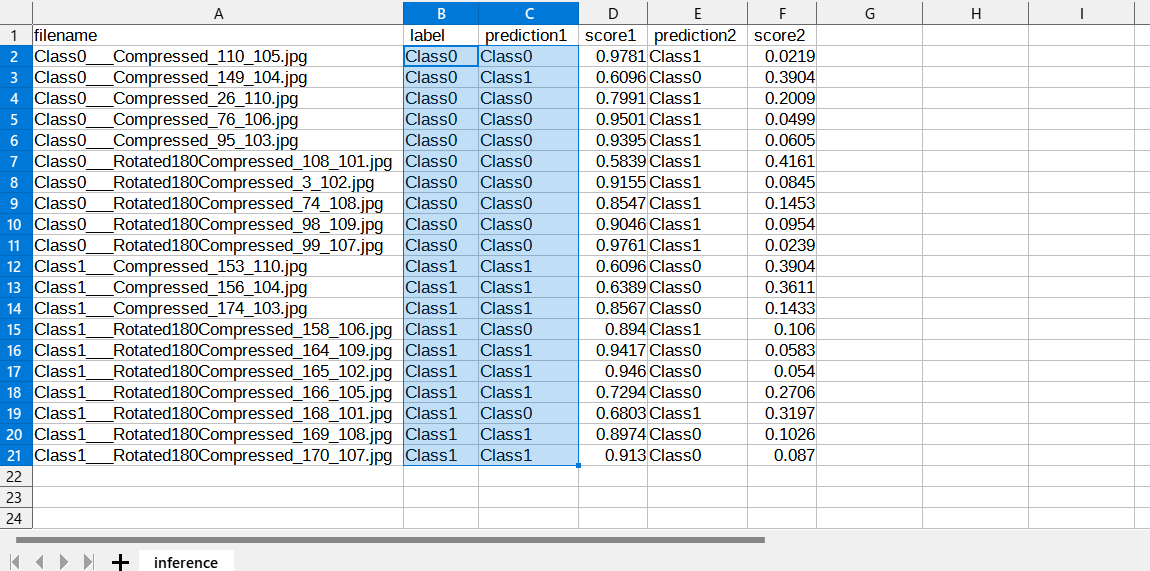 A B C D E F G H I
1 filename label prediction1 score1 prediction2 score2
2 Class0___Compressed_110_105.jpg Class0 Class0 0.9781 Class1 0.0219
3 Class0___Compressed_149_104.jpg Class0 Class1 0.6096 Class0 0.3904
4 Class0___Compressed_26_110.jpg Class0 Class0 0.7991 Class1 0.2009
5 Class0___Compressed_76_106.jpg Class0 Class0 0.9501 Class1 0.0499
6 Class0___Compressed_95_103.jpg Class0 Class0 0.9395 Class1 0.0605
7 Class0___Rotated180Compressed_108_101.jpg Class0 Class0 0.5839 Class1 0.4161
8 Class0___Rotated180Compressed_3_102.jpg Class0 Class0 0.9155 Class1 0.0845
9 Class0___Rotated180Compressed_74_108.jpg Class0 Class0 0.8547 Class1 0.1453
10 Class0___Rotated180Compressed_98_109.jpg Class0 Class0 0.9046 Class1 0.0954
11 Class0___Rotated180Compressed_99_107.jpg Class0 Class0 0.9761 Class1 0.0239
12 Class1___Compressed_153_110.jpg Class1 Class1 0.6096 Class0 0.3904
13 Class1___Compressed_156_104.jpg Class1 Class1 0.6389 Class0 0.3611
14 Class1___Compressed_174_103.jpg Class1 Class1 0.8567 Class0 0.1433
15 Class1___Rotated180Compressed_158_106.jpg Class1 Class0 0.894 Class1 0.106
16 Class1___Rotated180Compressed_164_109.jpg Class1 Class1 0.9417 Class0 0.0583
17 Class1___Rotated180Compressed_165_102.jpg Class1 Class1 0.946 Class0 0.054
18 Class1___Rotated180Compressed_166_105.jpg Class1 Class1 0.7294 Class0 0.2706
19 Class1___Rotated180Compressed_168_101.jpg Class1 Class0 0.6803 Class1 0.3197
20 Class1___Rotated180Compressed_169_108.jpg Class1 Class1 0.8974 Class0 0.1026
21 Class1___Rotated180Compressed_170_107.jpg Class1 Class1 0.913 Class0 0.087
22
23
24
inference